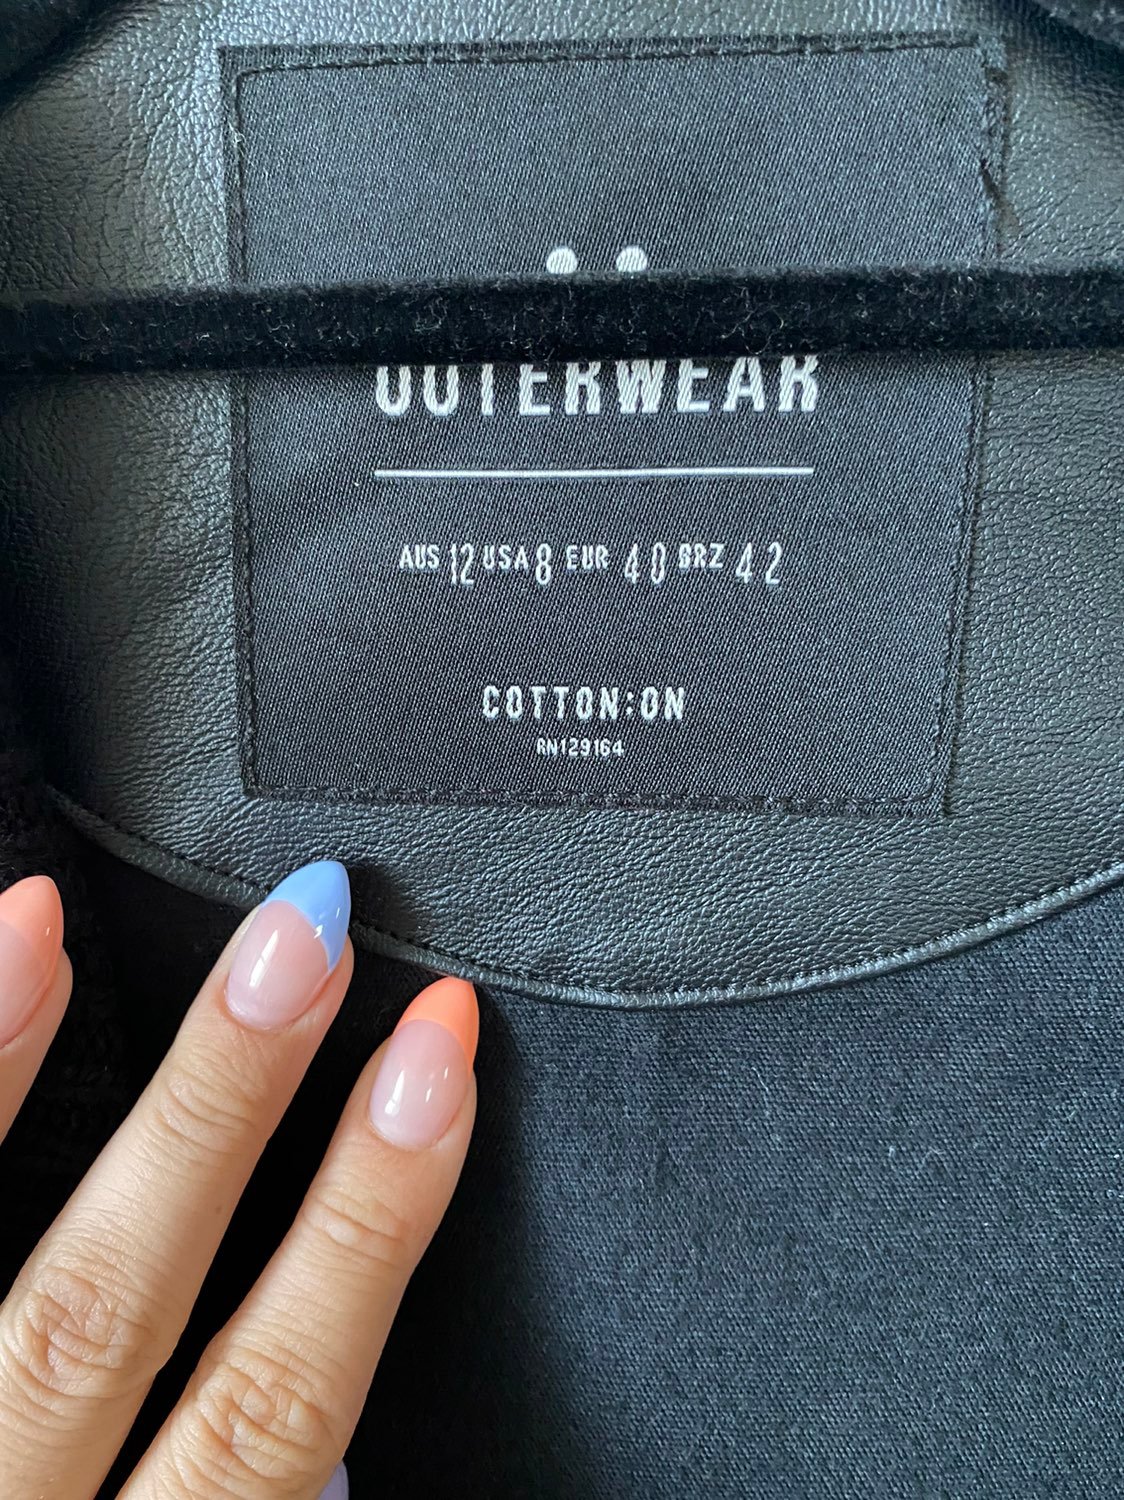 OUTERWEAR
AUS 12 USA 8 EUR 40 BRZ 42
COTTON:ON
RN129164